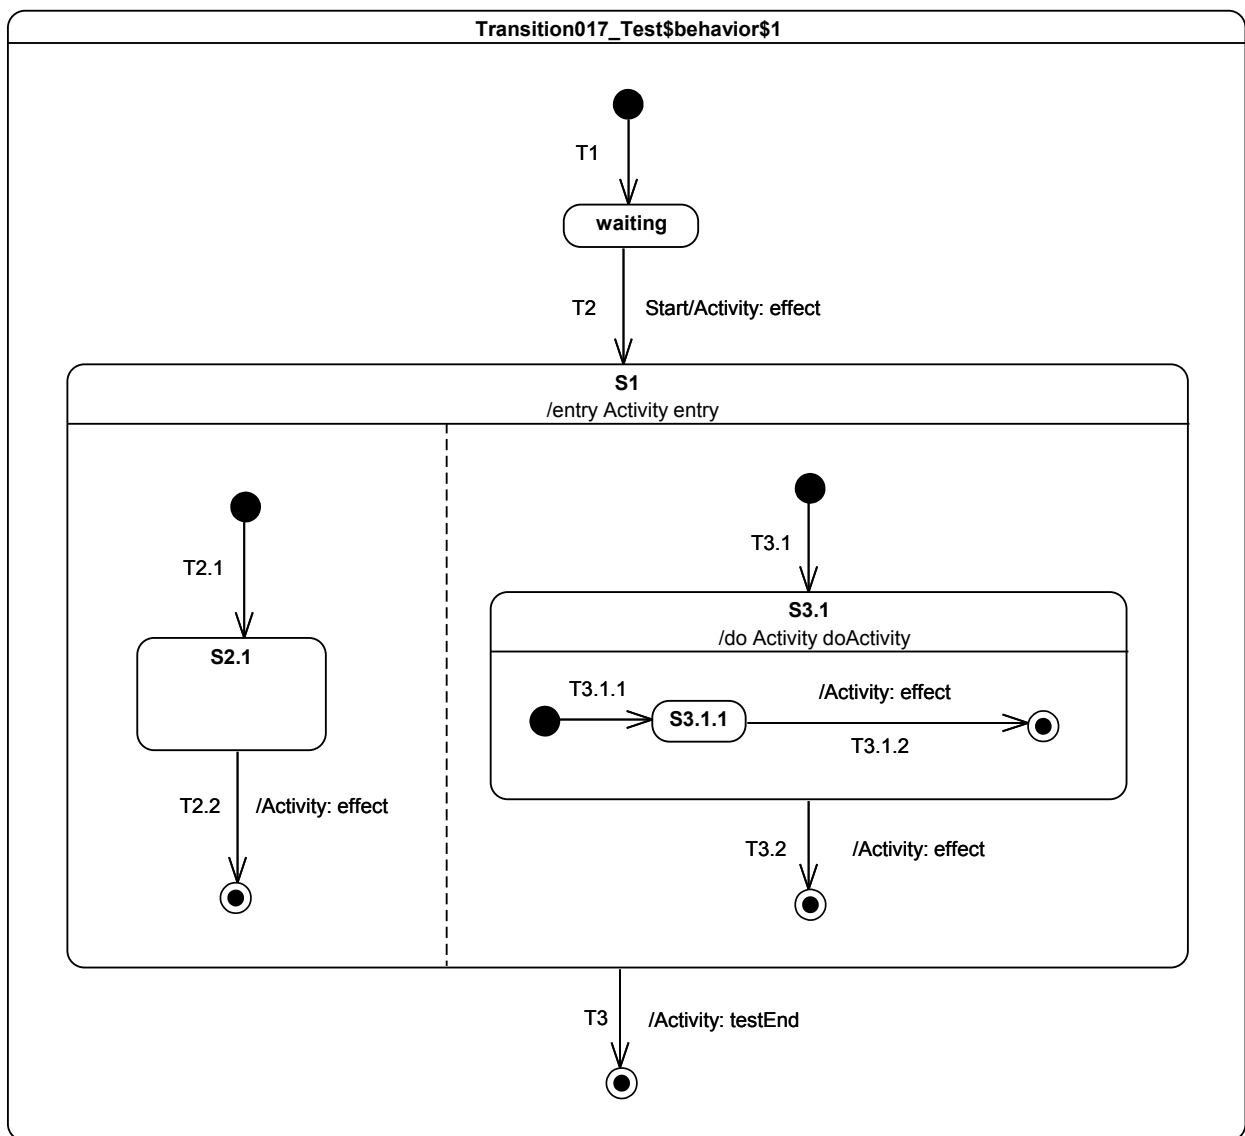 Transition017_Test$behavior$1
T1
waiting
T2 Start/Activity: effect
S1
/entry Activity entry
T2.1
S2.1
T2.2 /Activity: effect
T3.1
S3.1
/do Activity doActivity
T3.1.1
S3.1.1
/Activity: effect
T3.1.2
T3.2 /Activity: effect
T3 /Activity: testEnd